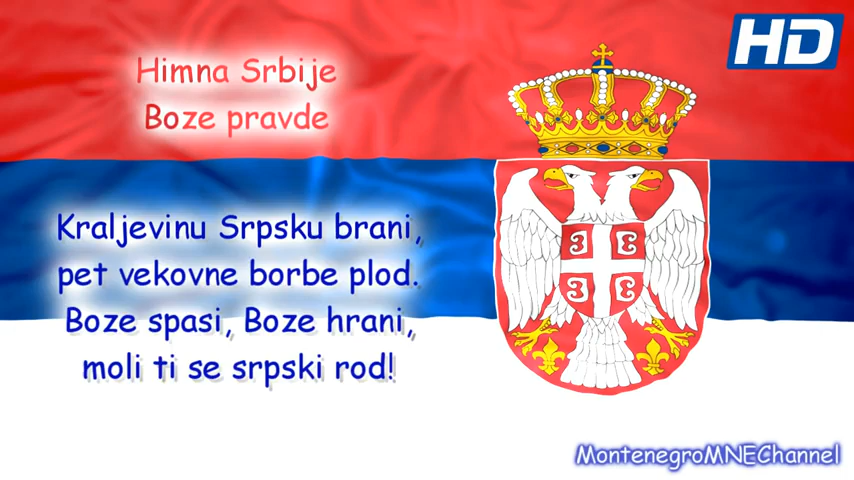 HD
Himna Srbije
Boze pravde
Kraljevinu Srpsku brani,
pet vekovne borbe plod.
Boze spasi, Boze hrani,
moli ti se srpski rod!
MontenegroMNEChannel